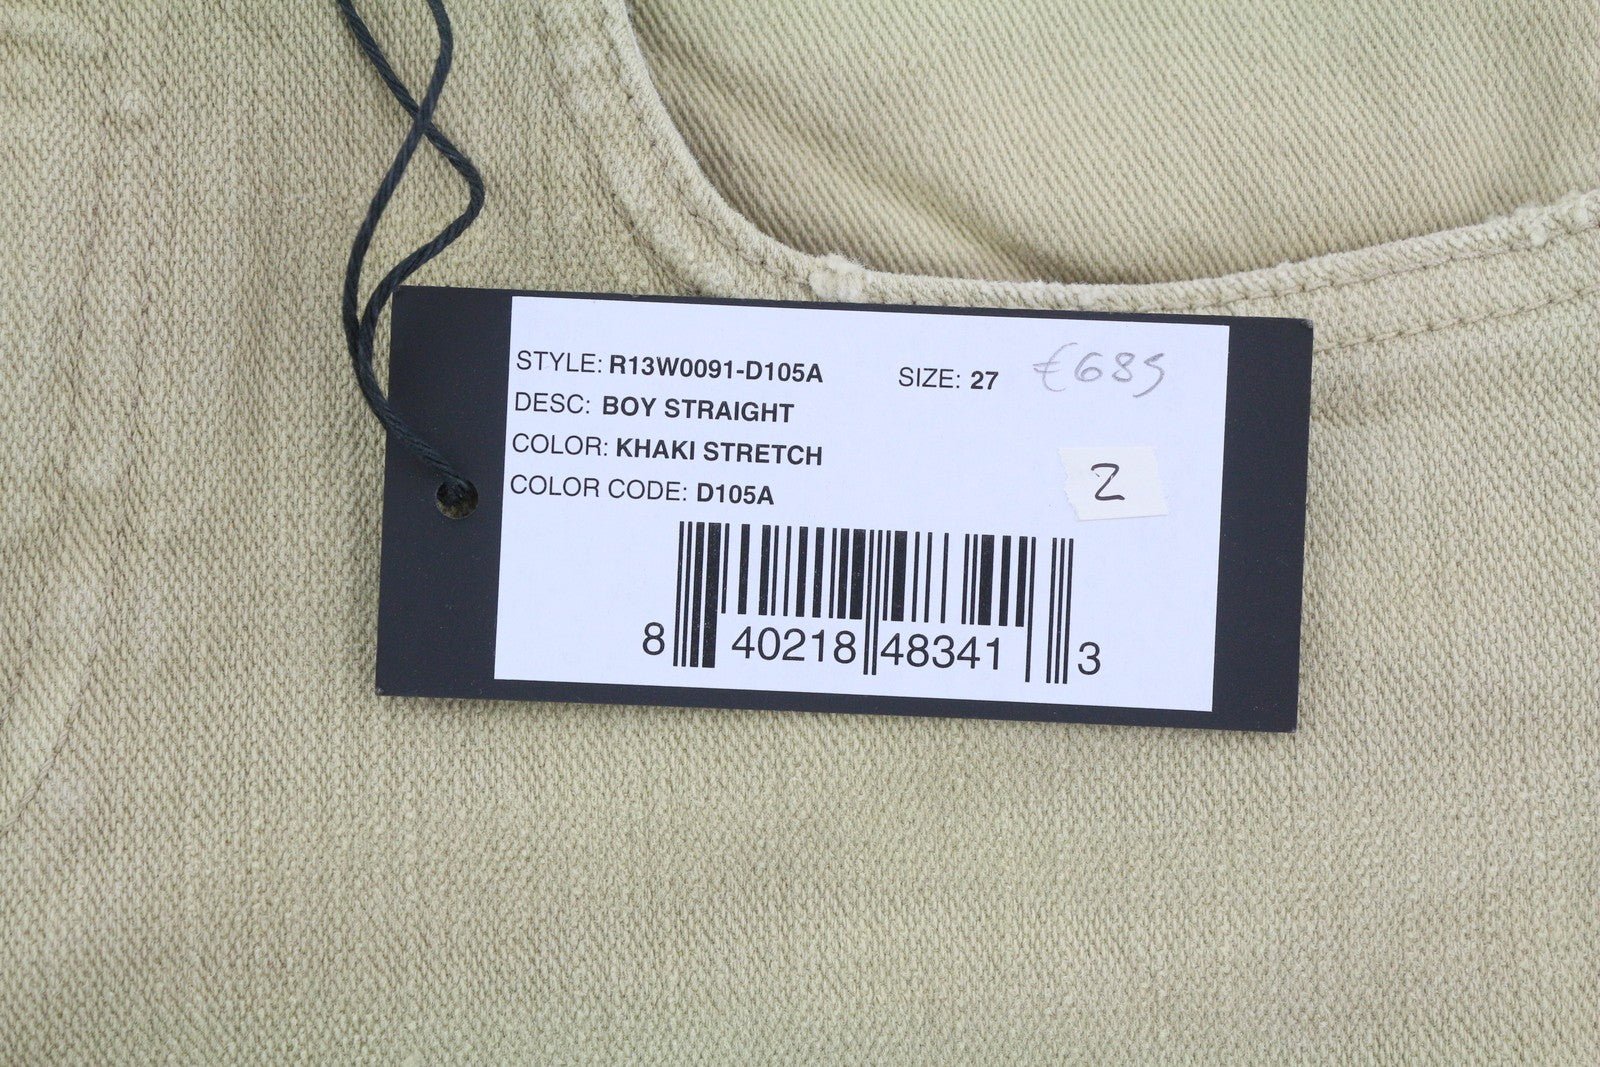 STYLE: R13W0091-D105A SIZE: 27 €685
DESC: BOY STRAIGHT
COLOR: KHAKI STRETCH
COLOR CODE: D105A
2
8 40218 48341 3